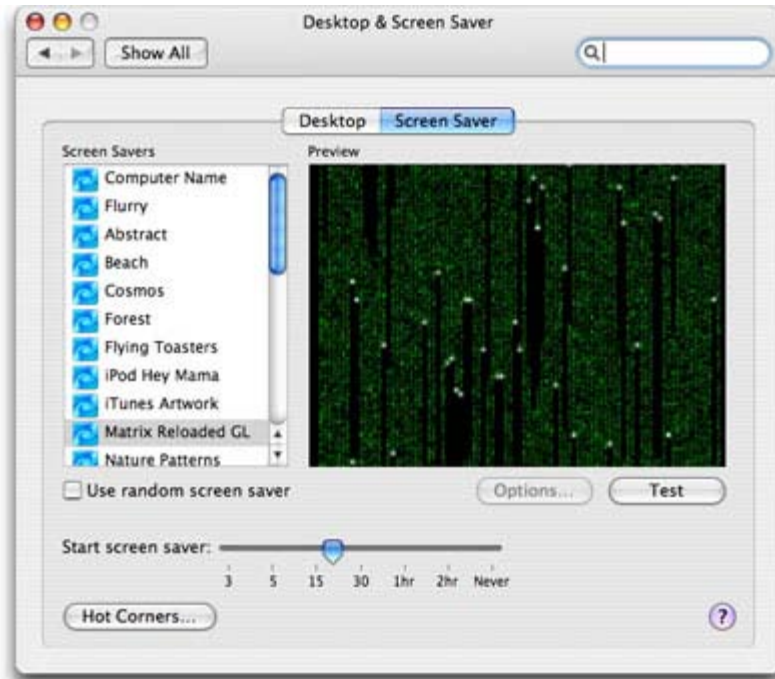 Desktop & Screen Saver
Show All
Desktop Screen Saver
Screen Savers
Preview
Computer Name
Flurry
Abstract
Beach
Cosmos
Forest
Flying Toasters
iPod Hey Mama
iTunes Artwork
Matrix Reloaded GL
Nature Patterns
Use random screen saver
Options...
Test
Start screen saver:
3 5 15 30 1hr 2hr Never
Hot Corners...
?